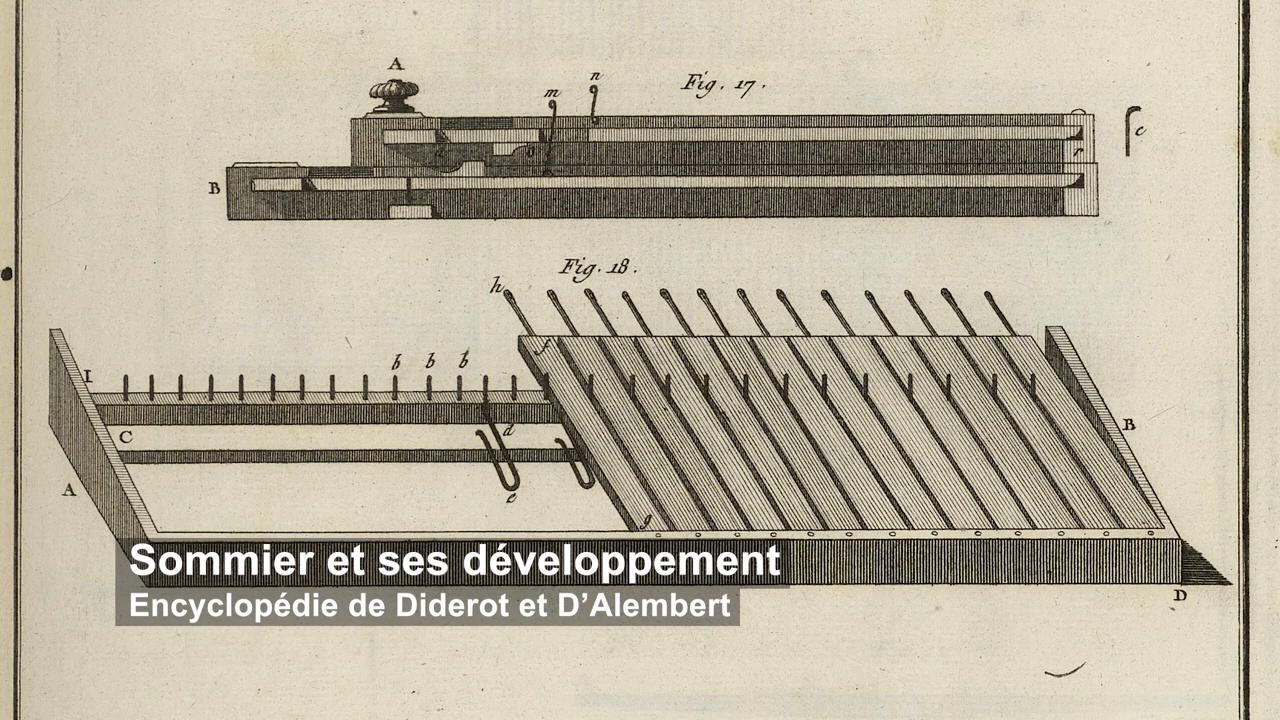 A
n
Fig. 17.
m
c
B
r
Fig. 18.
h
f
b b b
I
C
d
B
A
e
g
Sommier et ses développement
Encyclopédie de Diderot et D’Alembert
D